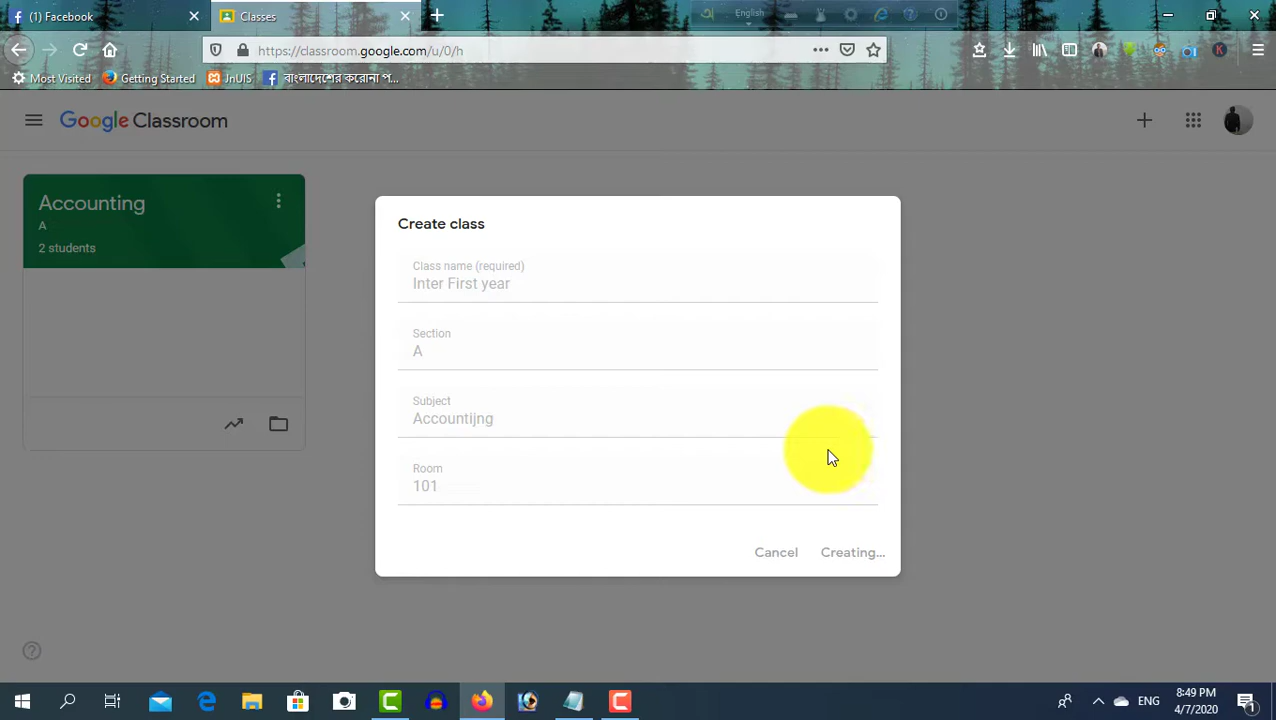 (1) Facebook
Classes
English
https://classroom.google.com/u/0/h
Most Visited
Getting Started
JnUIS
বাংলাদেশের করোনা প...
Google Classroom
Accounting
A
2 students
Create class
Class name (required)
Inter First year
Section
A
Subject
Accountijng
Room
101
Cancel
Creating...
ENG
8:49 PM
4/7/2020
1